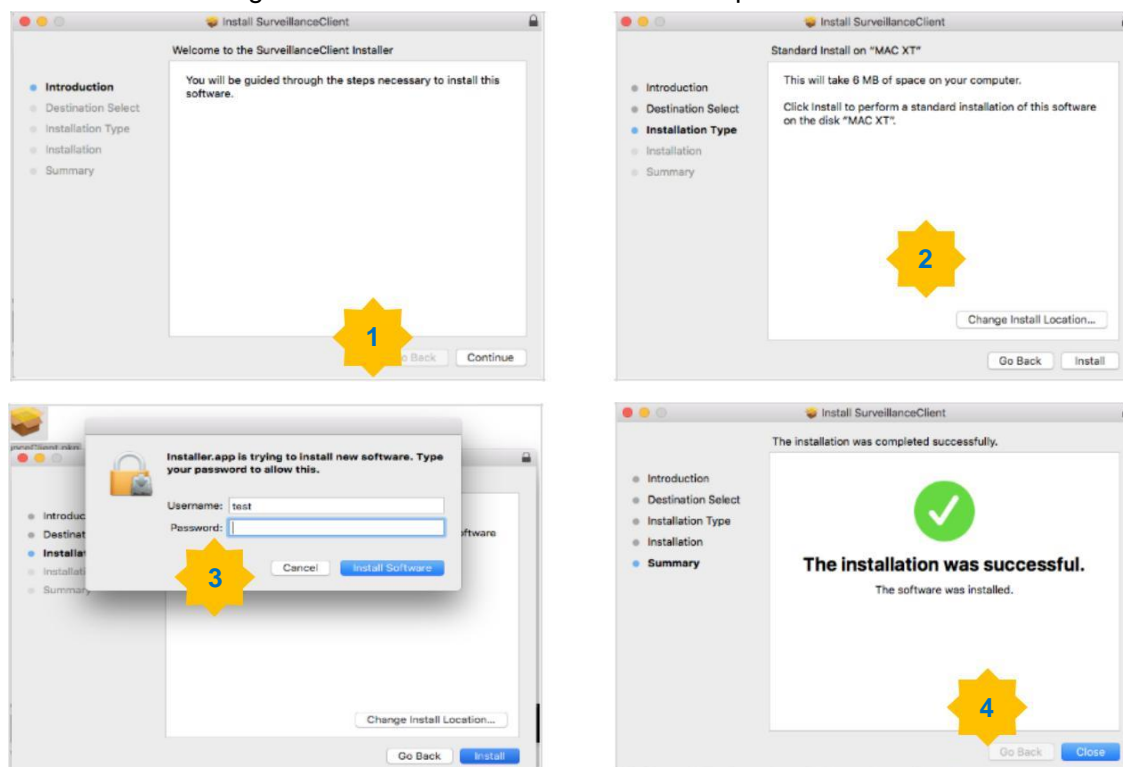 Install SurveillanceClient
Welcome to the SurveillanceClient Installer
Introduction
Destination Select
Installation Type
Installation
Summary
You will be guided through the steps necessary to install this
software.
1
Go Back
Continue
Install SurveillanceClient
Standard Install on “MAC XT”
Introduction
Destination Select
Installation Type
Installation
Summary
This will take 6 MB of space on your computer.
Click Install to perform a standard installation of this software
on the disk “MAC XT”.
2
Change Install Location...
Go Back
Install
Installer.app is trying to install new software. Type
your password to allow this.
Username: test
Password:
Cancel
Install Software
3
Change Install Location...
Go Back
Install
Install SurveillanceClient
The installation was completed successfully.
Introduction
Destination Select
Installation Type
Installation
Summary
The installation was successful.
The software was installed.
4
Go Back
Close